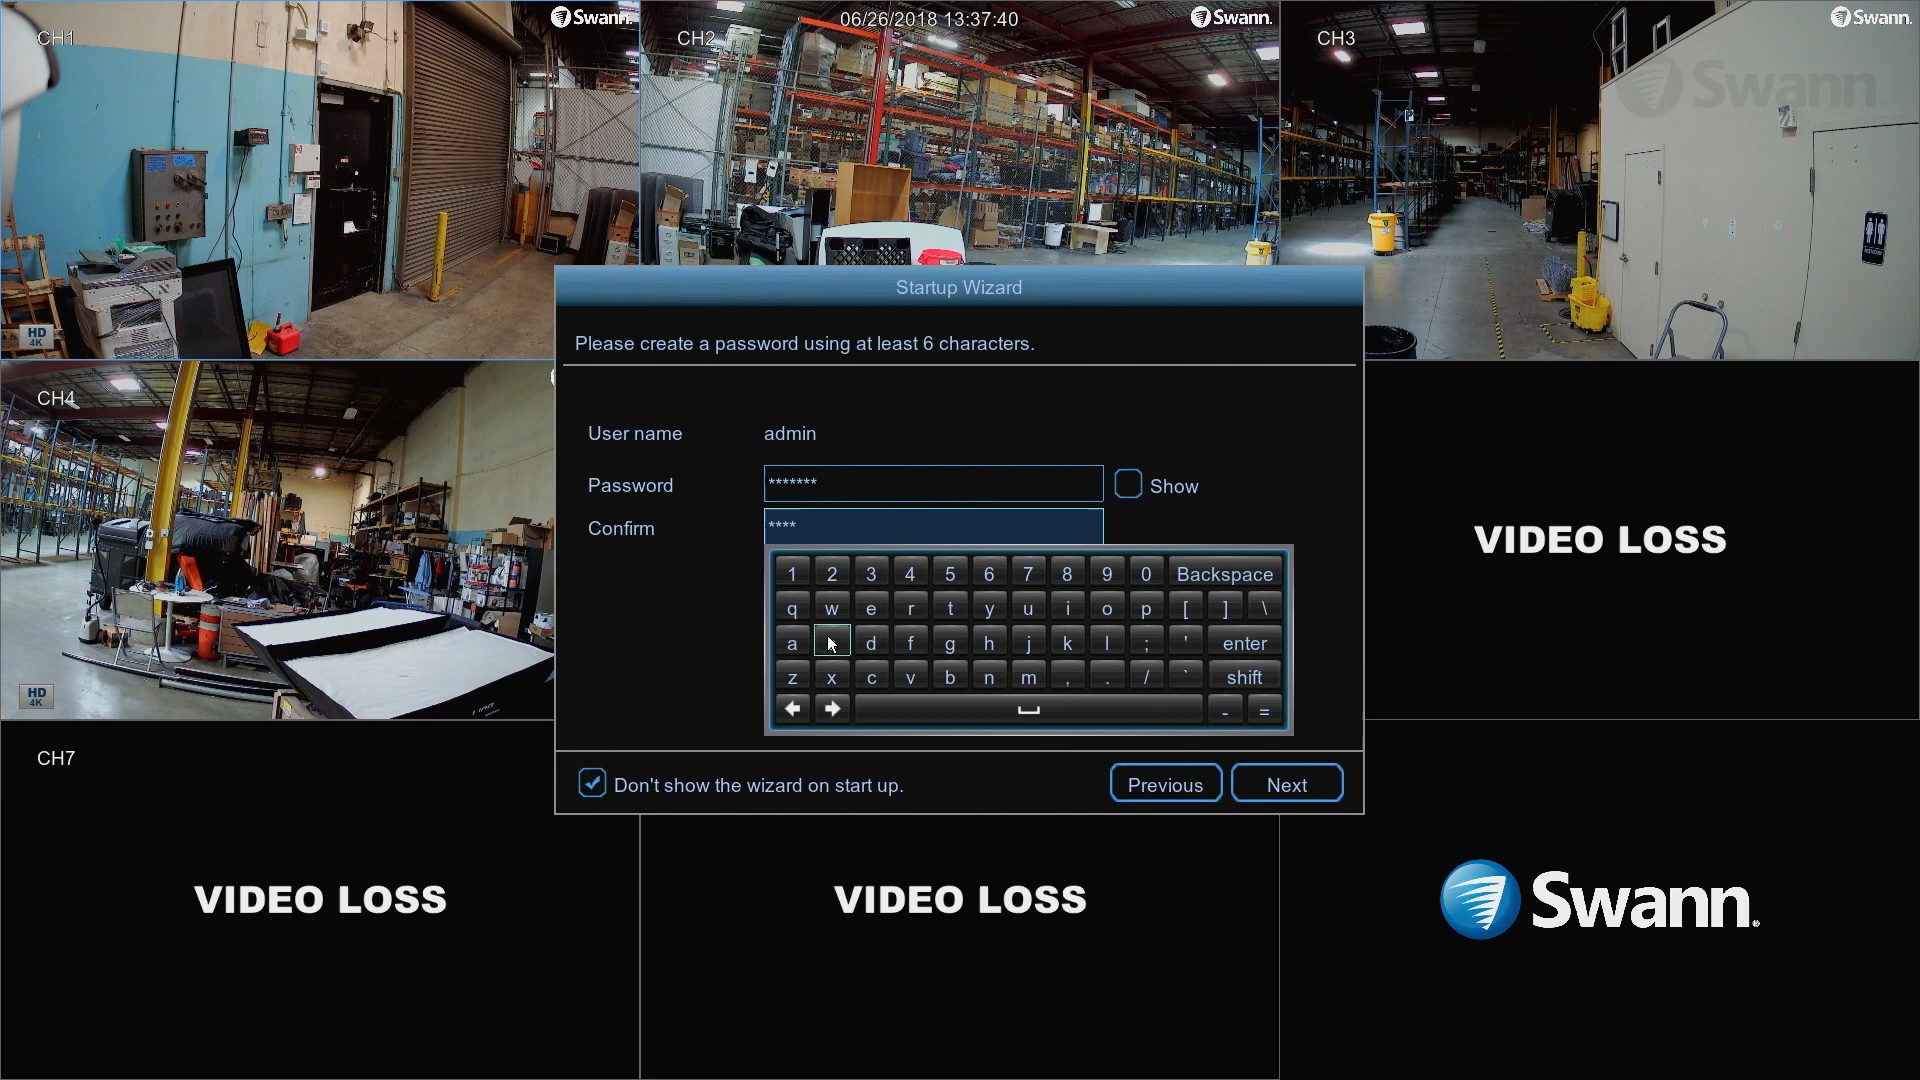 CH1
Swann.
CH2
06/26/2018 13:37:40
Swann.
CH3
Swann.
Swann
HD
4K
Startup Wizard
Please create a password using at least 6 characters.
User name admin
Password ******* Show
Confirm ****
1 2 3 4 5 6 7 8 9 0 Backspace
q w e r t y u i o p [ ] \
a d f g h j k l ; ' enter
z x c v b n m , . / ` shift
- =
Don't show the wizard on start up. Previous Next
CH4
HD
4K
VIDEO LOSS
CH7
VIDEO LOSS
VIDEO LOSS
Swann.